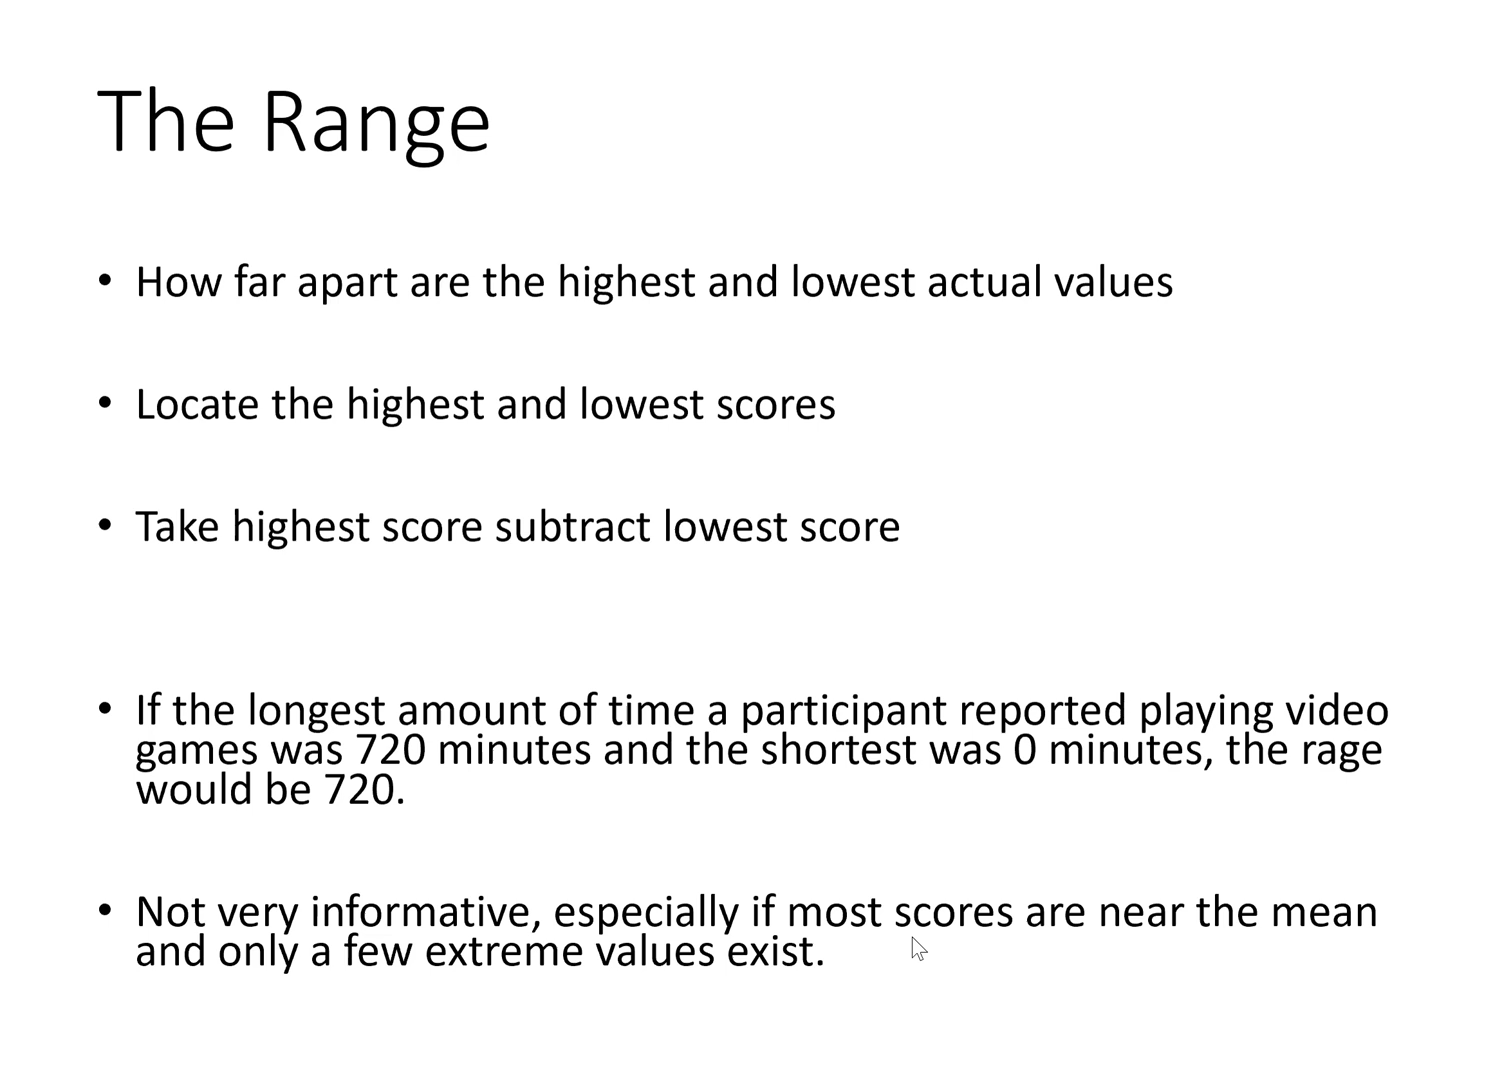 The Range
• How far apart are the highest and lowest actual values
• Locate the highest and lowest scores
• Take highest score subtract lowest score
• If the longest amount of time a participant reported playing video
games was 720 minutes and the shortest was 0 minutes, the rage
would be 720.
• Not very informative, especially if most scores are near the mean
and only a few extreme values exist.